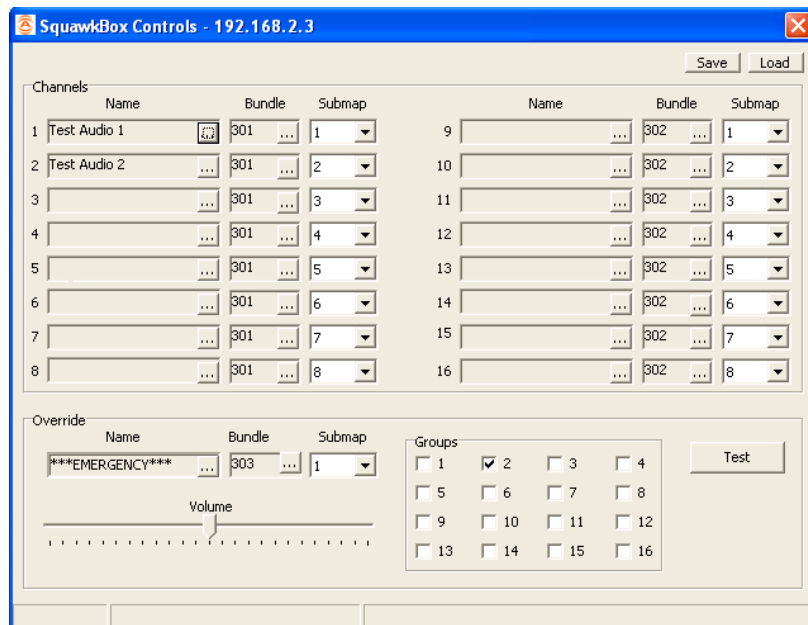 SquawkBox Controls - 192.168.2.3
Save Load
Channels
Name Bundle Submap Name Bundle Submap
1 Test Audio 1 ... 301 ... 1 9 ... 302 ... 1
2 Test Audio 2 ... 301 ... 2 10 ... 302 ... 2
3 ... 301 ... 3 11 ... 302 ... 3
4 ... 301 ... 4 12 ... 302 ... 4
5 ... 301 ... 5 13 ... 302 ... 5
6 ... 301 ... 6 14 ... 302 ... 6
7 ... 301 ... 7 15 ... 302 ... 7
8 ... 301 ... 8 16 ... 302 ... 8
Override
Name Bundle Submap
***EMERGENCY*** ... 303 ... 1
Volume
Groups
1 2 3 4
5 6 7 8
9 10 11 12
13 14 15 16
Test